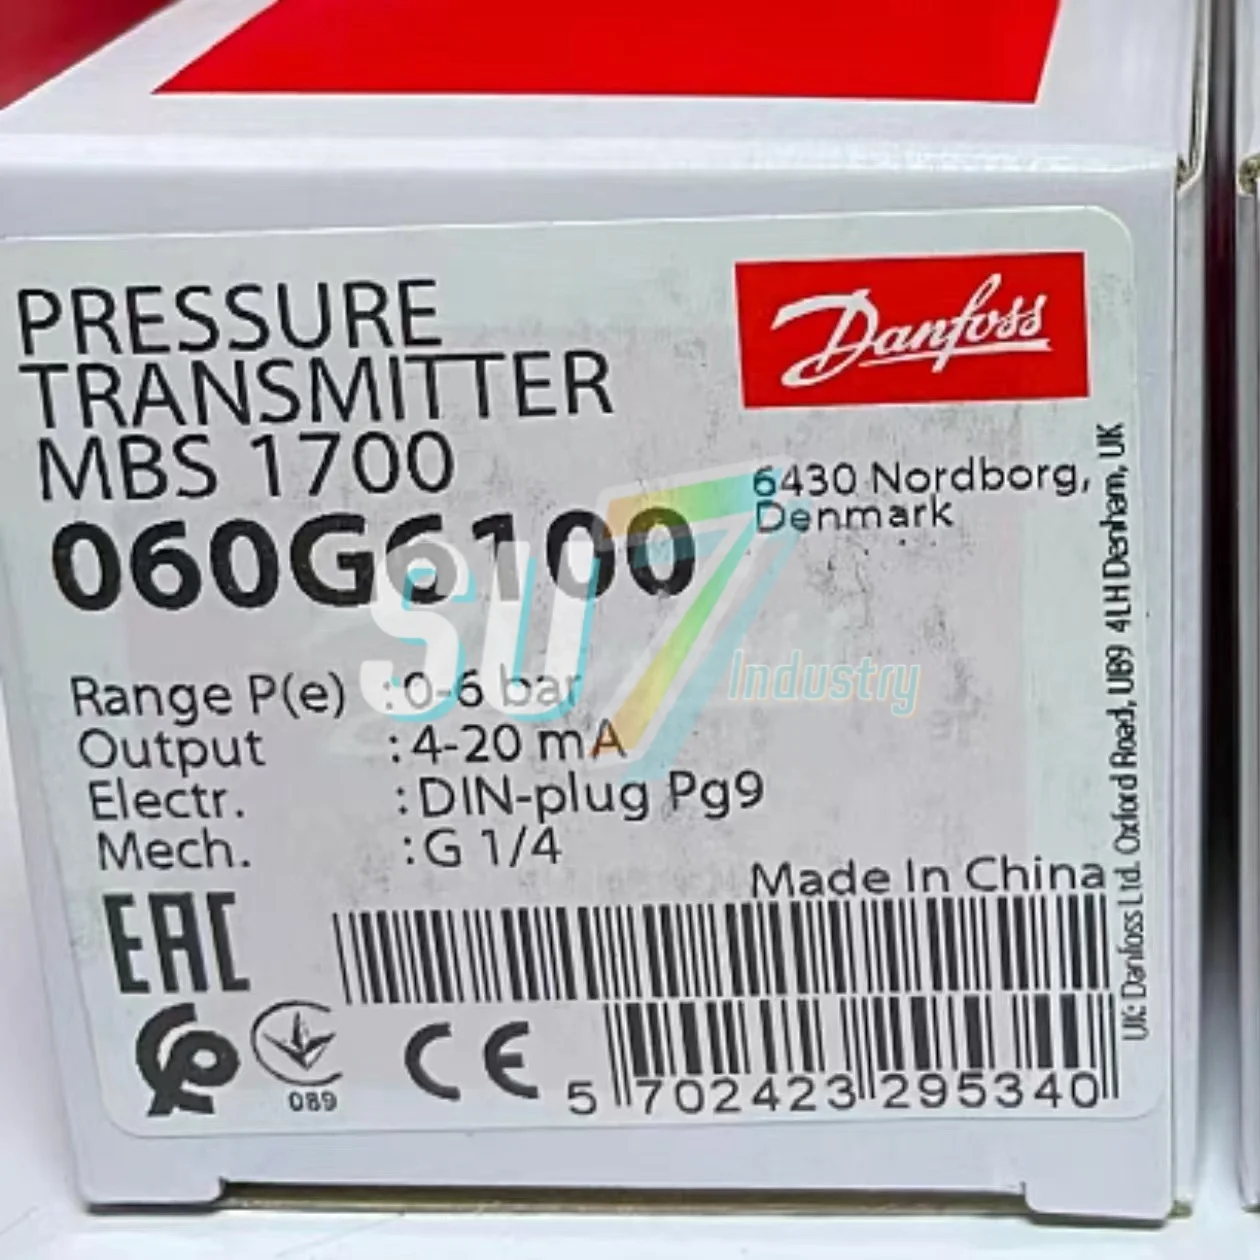 PRESSURE
TRANSMITTER
MBS 1700
060G6100
Danfoss
6430 Nordborg,
Denmark
SU7
Industry
Range P(e) :0-6 bar
Output :4-20 mA
Electr. :DIN-plug Pg9
Mech. :G 1/4
Made In China
EAC
089
CE
5 702423 295340
UK: Danfoss Ltd. Oxford Road, UB9 4LH Denham, UK